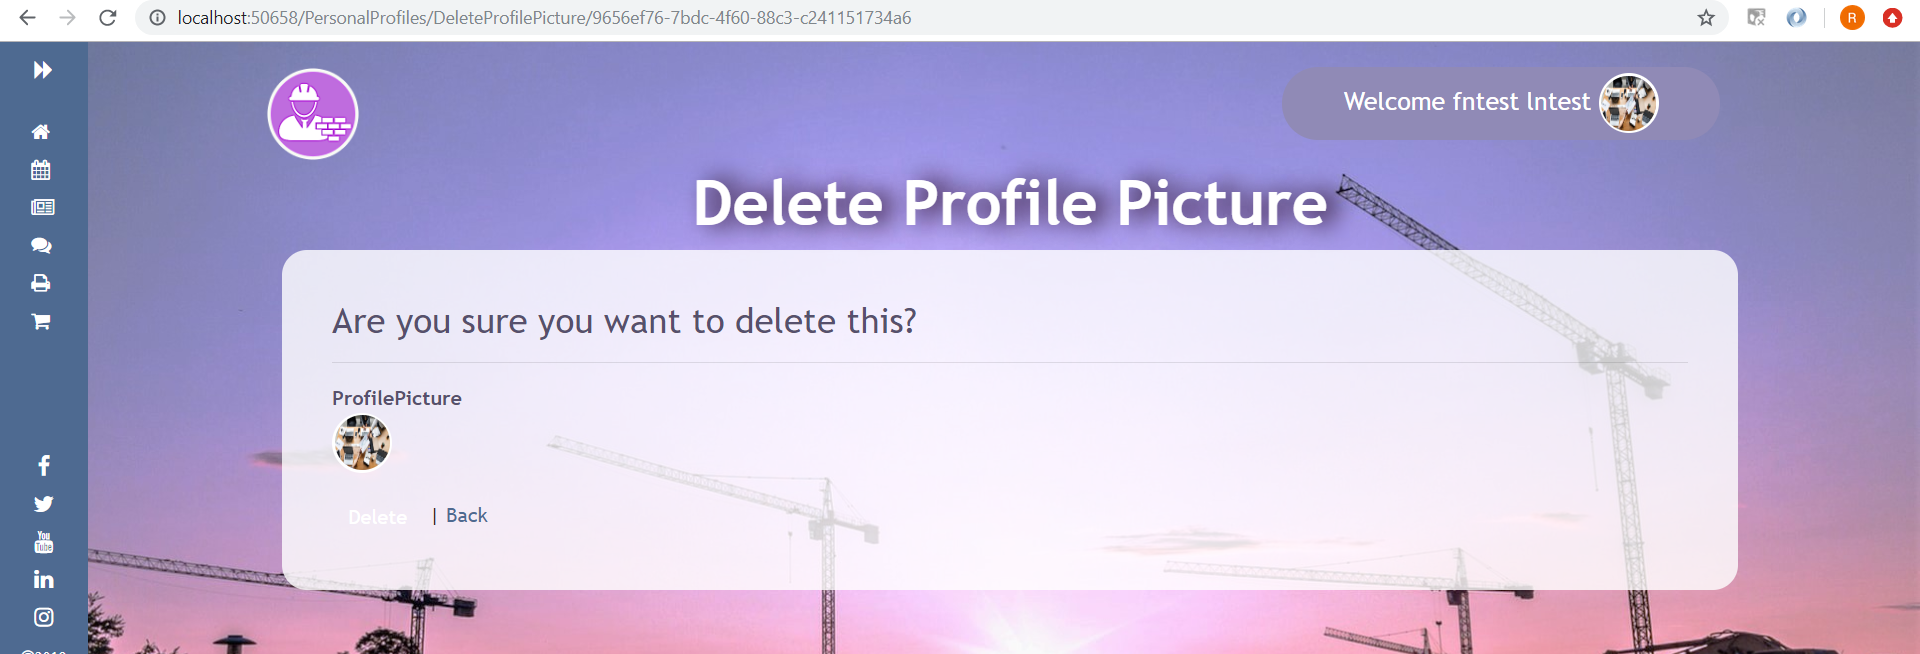 localhost:50658/PersonalProfiles/DeleteProfilePicture/9656ef76-7bdc-4f60-88c3-c241151734a6
R
Welcome fntest lntest
Delete Profile Picture
Are you sure you want to delete this?
ProfilePicture
Delete | Back
You
Tube